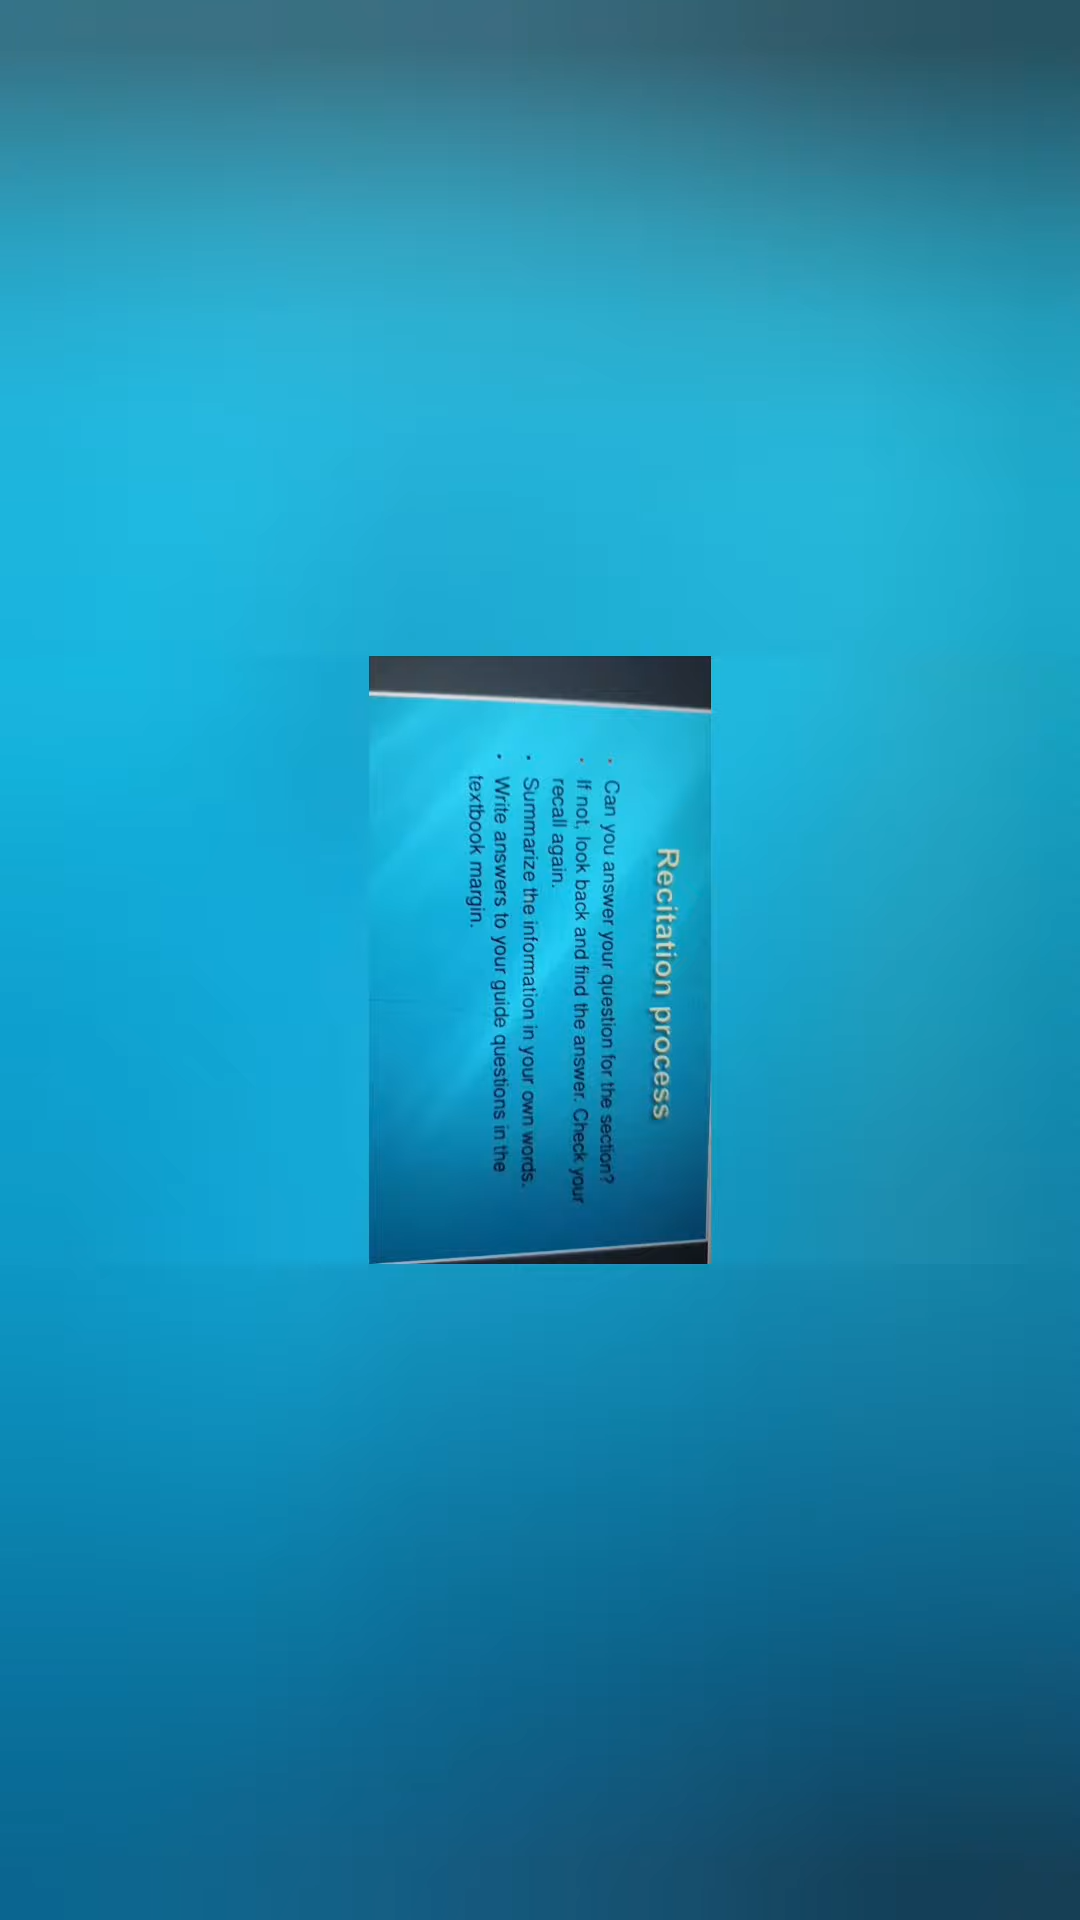 Recitation process
• Can you answer your question for the section?
• If not, look back and find the answer. Check your
recall again.
• Summarize the information in your own words.
• Write answers to your guide questions in the
textbook margin.